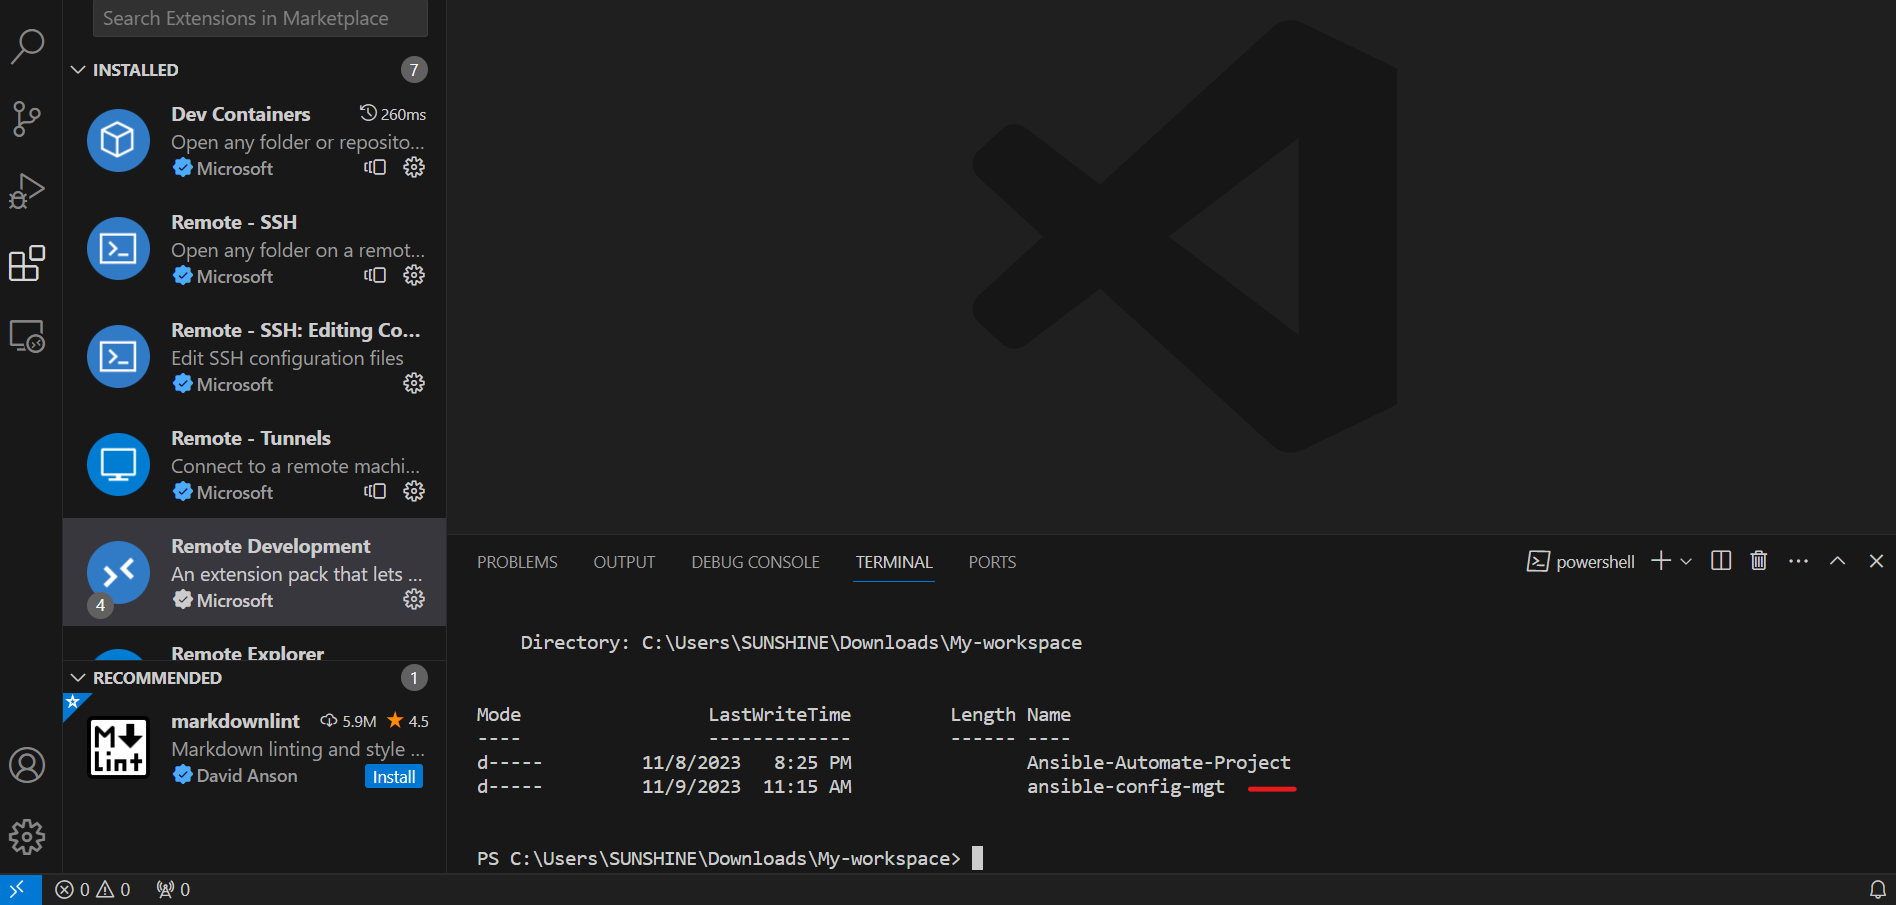 Search Extensions in Marketplace
INSTALLED 7
Dev Containers 260ms
Open any folder or reposito...
Microsoft
Remote - SSH
Open any folder on a remot...
Microsoft
Remote - SSH: Editing Co...
Edit SSH configuration files
Microsoft
Remote - Tunnels
Connect to a remote machi...
Microsoft
Remote Development
An extension pack that lets ...
4 Microsoft
Remote Explorer
RECOMMENDED 1
markdownlint 5.9M 4.5
Markdown linting and style ...
David Anson Install
M lint
PROBLEMS OUTPUT DEBUG CONSOLE TERMINAL PORTS powershell
Directory: C:\Users\SUNSHINE\Downloads\My-workspace
Mode LastWriteTime Length Name
---- ------------- ------ ----
d----- 11/8/2023 8:25 PM Ansible-Automate-Project
d----- 11/9/2023 11:15 AM ansible-config-mgt
PS C:\Users\SUNSHINE\Downloads\My-workspace>
0 0 0